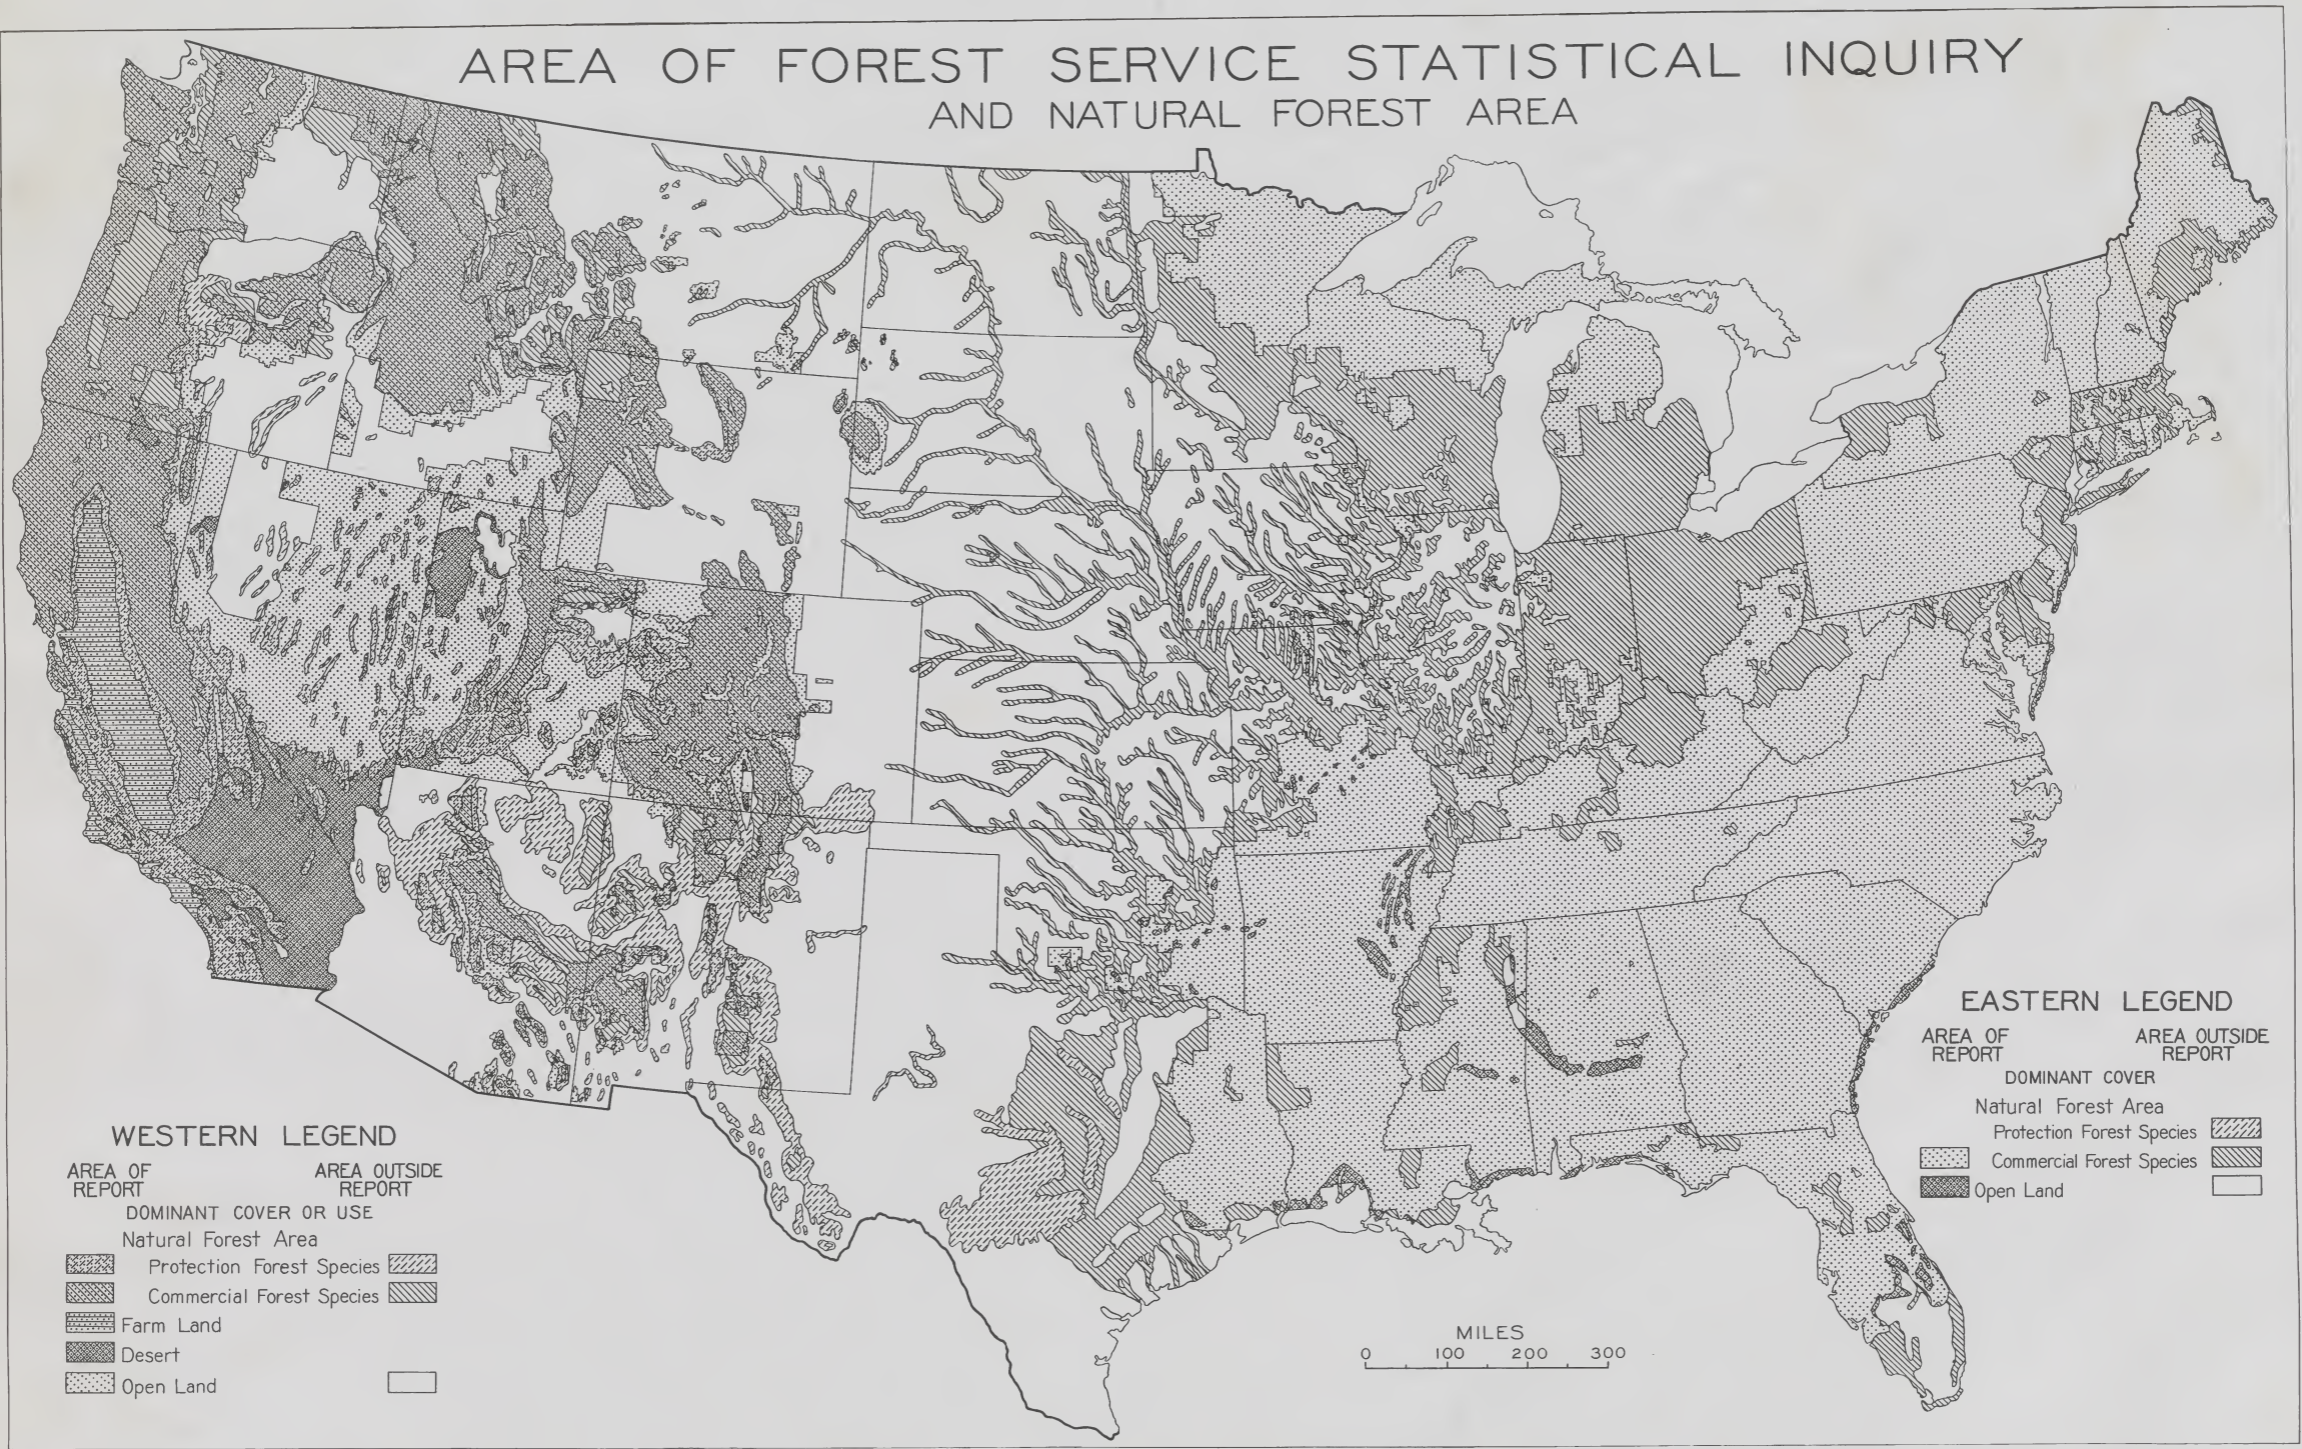 AREA OF FOREST SERVICE STATISTICAL INQUIRY
AND NATURAL FOREST AREA
WESTERN LEGEND
AREA OF
REPORT
AREA OUTSIDE
REPORT
DOMINANT COVER OR USE
Natural Forest Area
Protection Forest Species
Commercial Forest Species
Farm Land
Desert
Open Land
MILES
0 100 200 300
EASTERN LEGEND
AREA OF
REPORT
AREA OUTSIDE
REPORT
DOMINANT COVER
Natural Forest Area
Protection Forest Species
Commercial Forest Species
Open Land